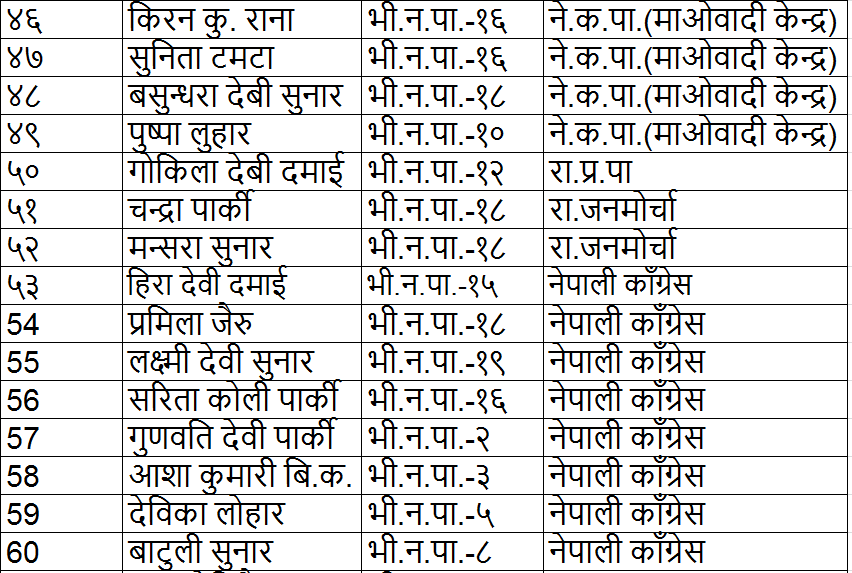 ४६ किरन कु. राना भी.न.पा.-१६ ने.क.पा.(माओवादी केन्द्र)
४७ सुनिता टमटा भी.न.पा.-१६ ने.क.पा.(माओवादी केन्द्र)
४८ बसुन्धरा देबी सुनार भी.न.पा.-१८ ने.क.पा.(माओवादी केन्द्र)
४९ पुष्पा लुहार भी.न.पा.-१० ने.क.पा.(माओवादी केन्द्र)
५० गोकिला देबी दमाई भी.न.पा.-१२ रा.प्र.पा
५१ चन्द्रा पार्की भी.न.पा.-१८ रा.जनमोर्चा
५२ मन्सरा सुनार भी.न.पा.-१८ रा.जनमोर्चा
५३ हिरा देवी दमाई भी.न.पा.-१५ नेपाली काँग्रेस
54 प्रमिला जैरु भी.न.पा.-१८ नेपाली काँग्रेस
55 लक्ष्मी देवी सुनार भी.न.पा.-१९ नेपाली काँग्रेस
56 सरिता कोली पार्की भी.न.पा.-१६ नेपाली काँग्रेस
57 गुणवति देवी पार्की भी.न.पा.-२ नेपाली काँग्रेस
58 आशा कुमारी बि.क. भी.न.पा.-३ नेपाली काँग्रेस
59 देविका लोहार भी.न.पा.-५ नेपाली काँग्रेस
60 बाटुली सुनार भी.न.पा.-८ नेपाली काँग्रेस